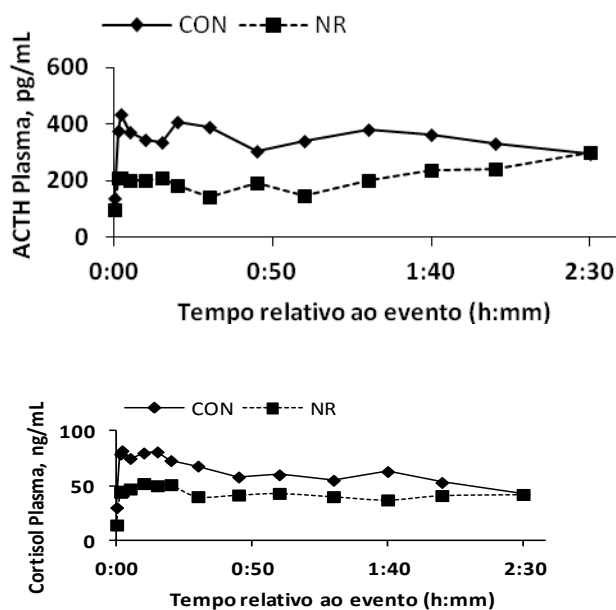 CON NR
ACTH Plasma, pg/mL
600
400
200
0
0:00 0:50 1:40 2:30
Tempo relativo ao evento (h:mm)
CON NR
Cortisol Plasma, ng/mL
100
50
0
0:00 0:50 1:40 2:30
Tempo relativo ao evento (h:mm)